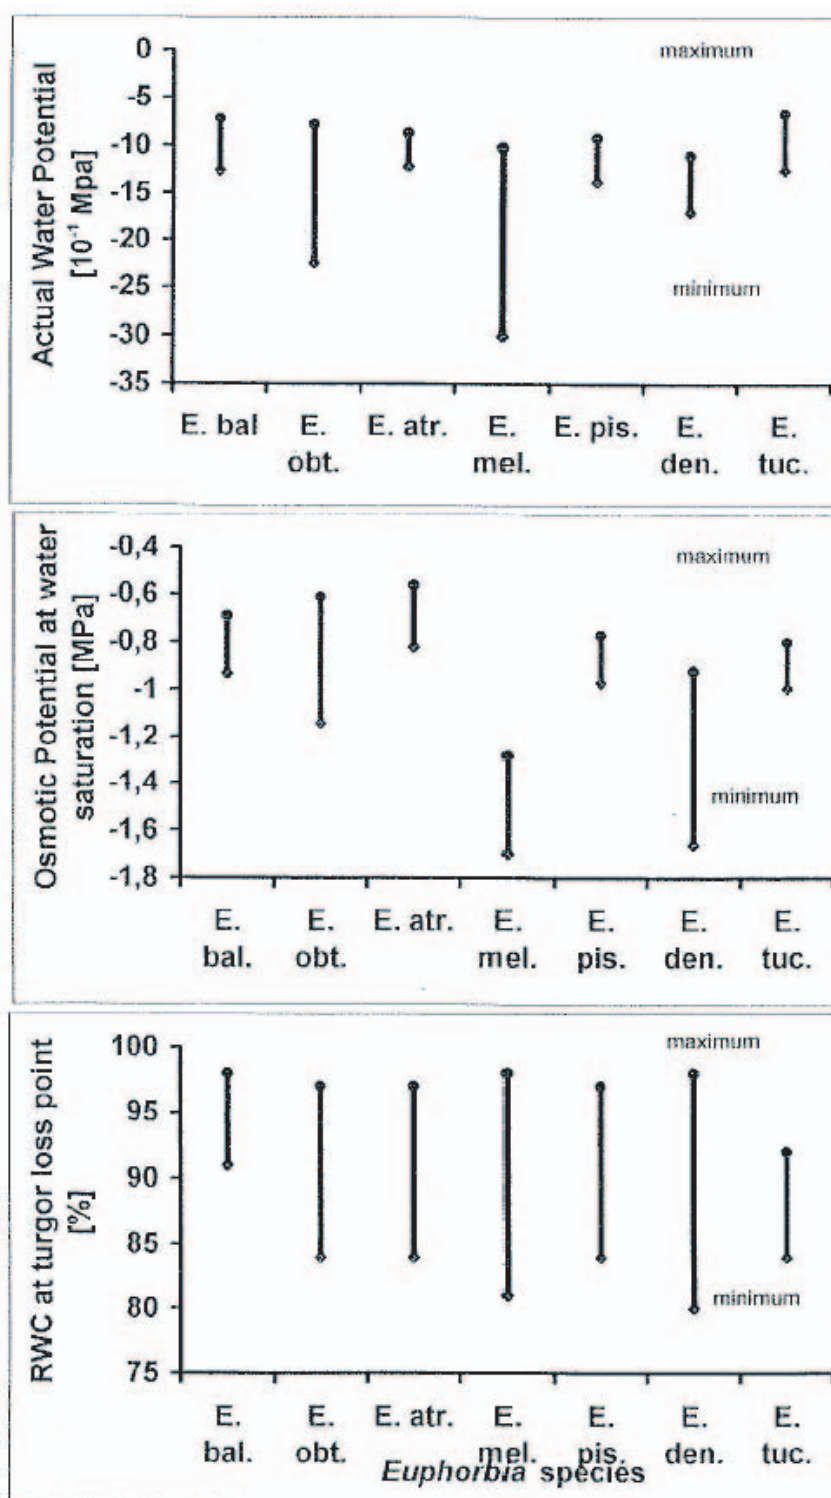 Actual Water Potential
[10⁻¹ Mpa]
0
-5
-10
-15
-20
-25
-30
-35
maximum
minimum
E. bal E. E. atr. E. E. pis. E. E.
obt. mel. den. tuc.
Osmotic Potential at water
saturation [MPa]
-0,4
-0,6
-0,8
-1
-1,2
-1,4
-1,6
-1,8
maximum
minimum
E. E. E. atr. E. E. E. E.
bal. obt. mel. pis. den. tuc.
RWC at turgor loss point
[%]
100
95
90
85
80
75
maximum
minimum
E. E. E. atr. E. E. E. E.
bal. obt. mel. pis. den. tuc.
Euphorbia species